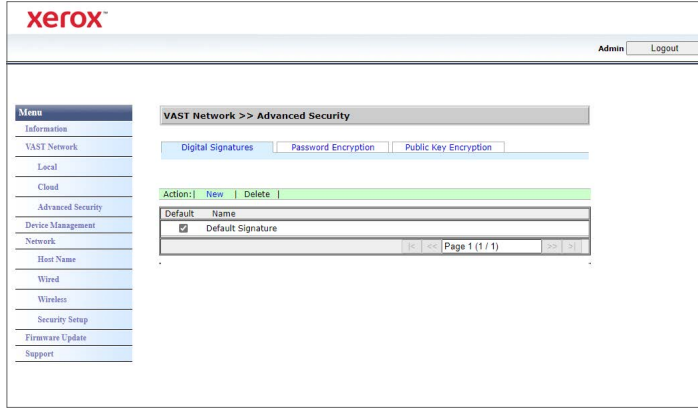 xerox™
Admin Logout
Menu
Information
VAST Network
Local
Cloud
Advanced Security
Device Management
Network
Host Name
Wired
Wireless
Security Setup
Firmware Update
Support
VAST Network >> Advanced Security
Digital Signatures Password Encryption Public Key Encryption
Action:| New | Delete |
Default Name
Default Signature
|< << Page 1 (1 / 1) >> >|